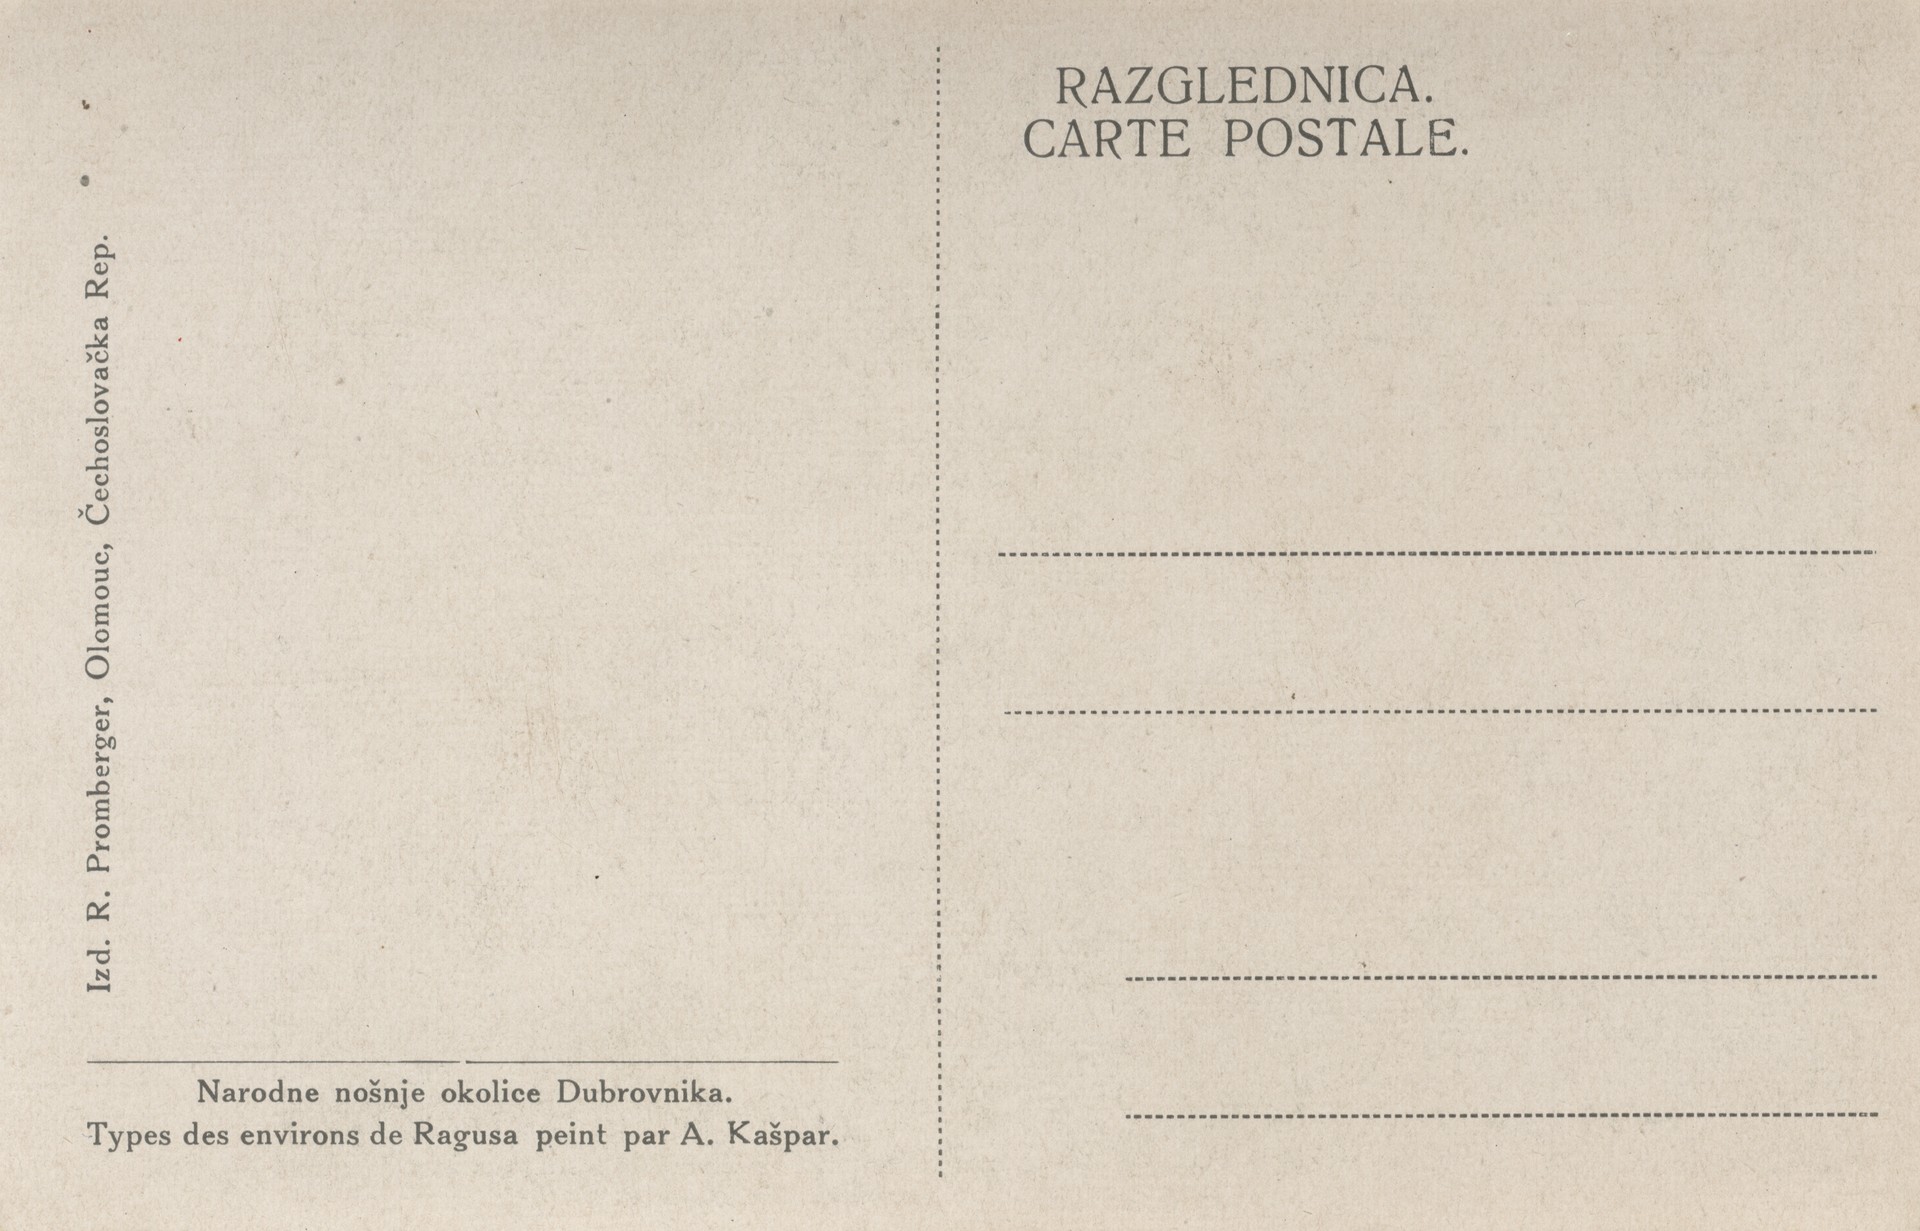 Izd. R. Promberger, Olomouc, Čechoslovačka Rep.
Narodne nošnje okolice Dubrovnika.
Types des environs de Ragusa peint par A. Kašpar.
RAZGLEDNICA.
CARTE POSTALE.